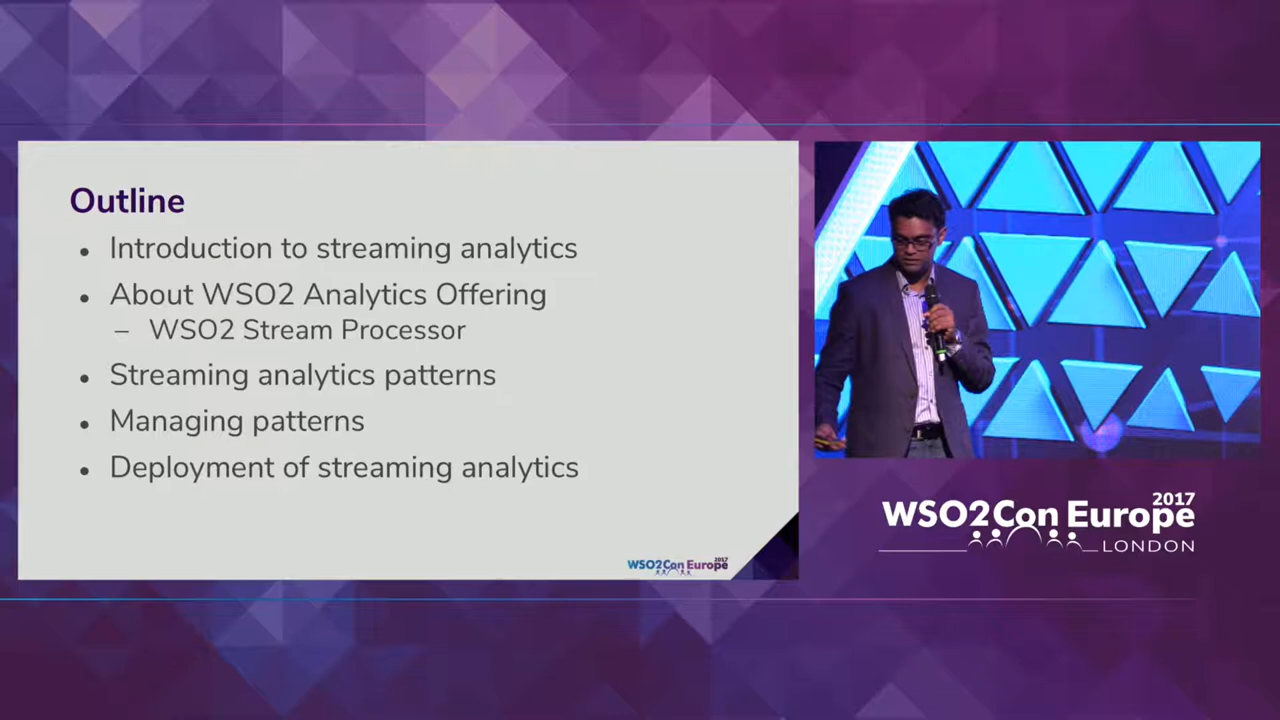 Outline
• Introduction to streaming analytics
• About WSO2 Analytics Offering
– WSO2 Stream Processor
• Streaming analytics patterns
• Managing patterns
• Deployment of streaming analytics
WSO2Con Europe 2017
WSO2Con Europe 2017
LONDON